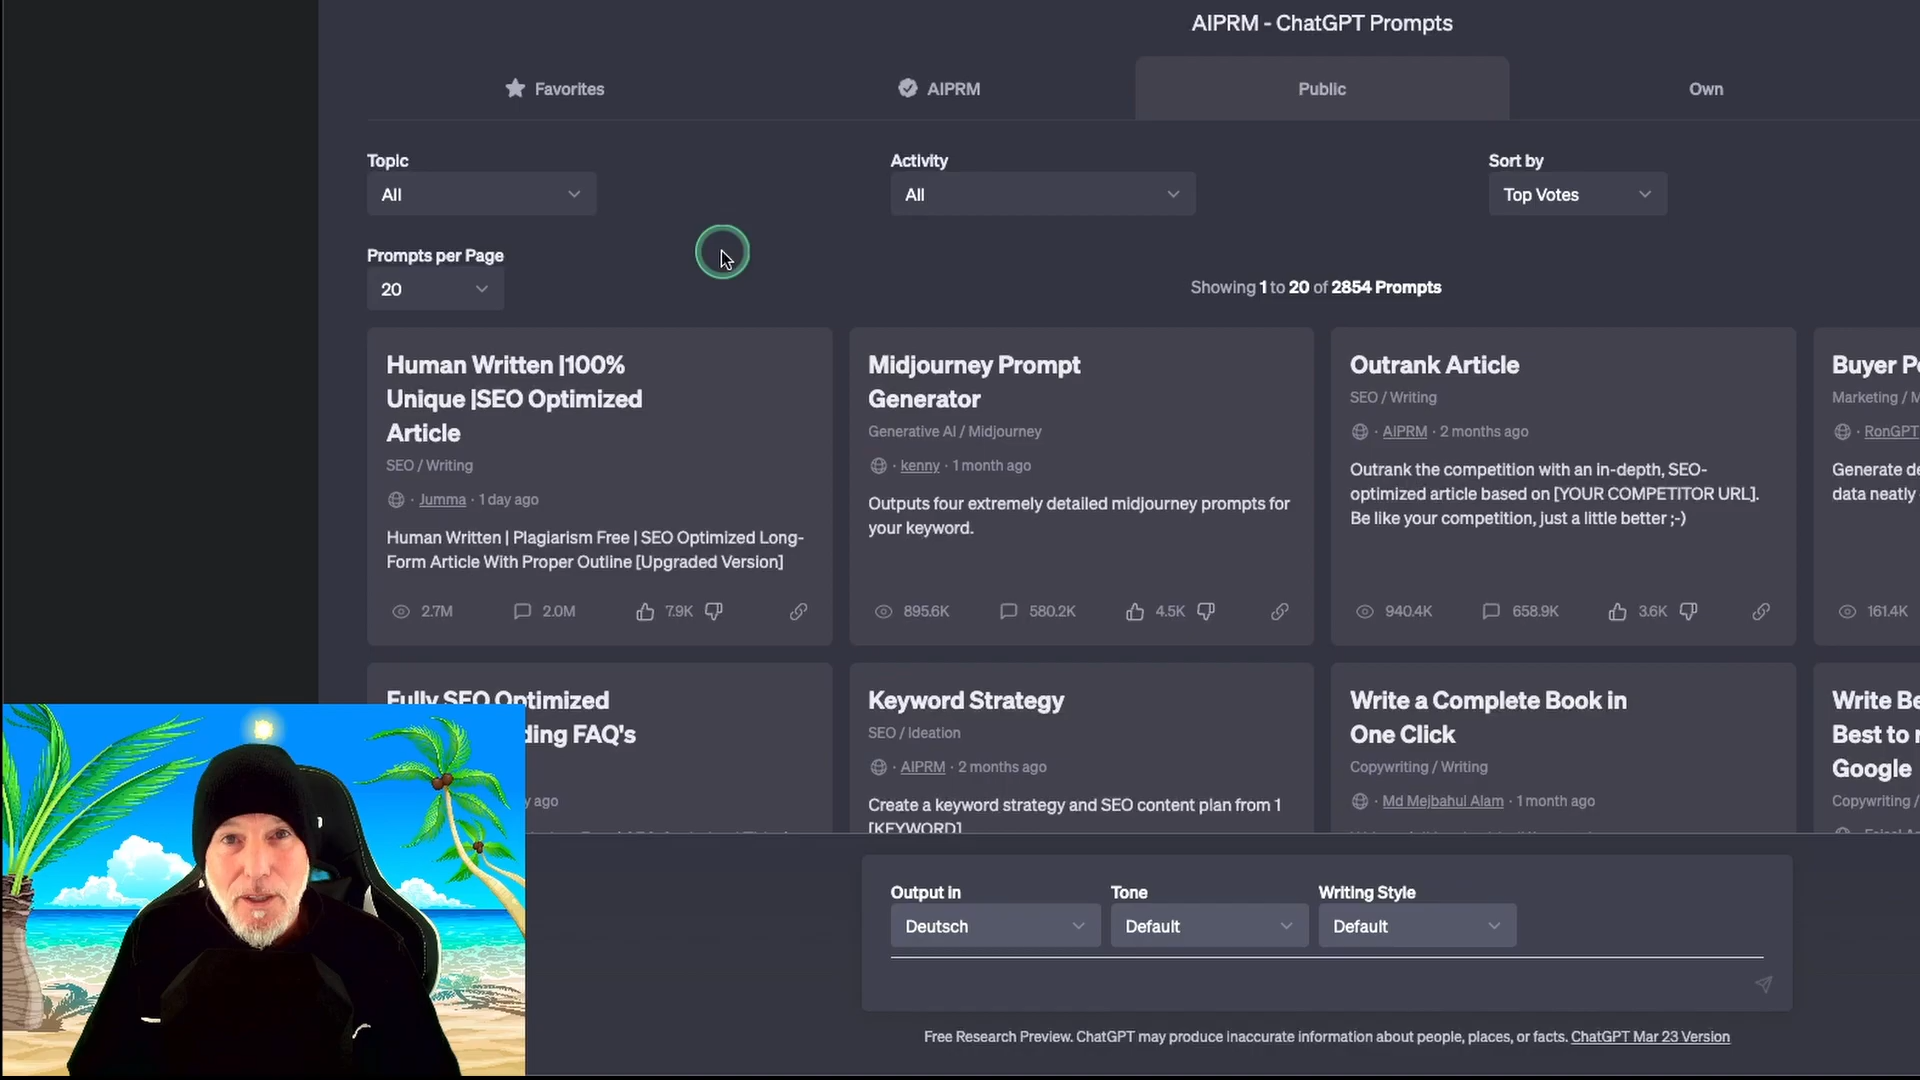 AIPRM - ChatGPT Prompts
Favorites
AIPRM
Public
Own
Topic
Activity
Sort by
All
All
Top Votes
Prompts per Page
20
Showing 1 to 20 of 2854 Prompts
Human Written |100%
Unique |SEO Optimized
Article
SEO / Writing
· Jumma · 1 day ago
Human Written | Plagiarism Free | SEO Optimized Long-
Form Article With Proper Outline [Upgraded Version]
2.7M 2.0M 7.9K
Midjourney Prompt
Generator
Generative AI / Midjourney
· kenny · 1 month ago
Outputs four extremely detailed midjourney prompts for
your keyword.
895.6K 580.2K 4.5K
Outrank Article
SEO / Writing
· AIPRM · 2 months ago
Outrank the competition with an in-depth, SEO-
optimized article based on [YOUR COMPETITOR URL].
Be like your competition, just a little better ;-)
940.4K 658.9K 3.6K
Buyer Pe
Marketing / M
· RonGPT
Generate de
data neatly
161.4K
Fully SEO Optimized
ding FAQ's
ago
Keyword Strategy
SEO / Ideation
· AIPRM · 2 months ago
Create a keyword strategy and SEO content plan from 1
[KEYWORD]
Write a Complete Book in
One Click
Copywriting / Writing
· Md Mejbahul Alam · 1 month ago
Write Be
Best to r
Google
Copywriting /
Output in
Tone
Writing Style
Deutsch
Default
Default
Free Research Preview. ChatGPT may produce inaccurate information about people, places, or facts. ChatGPT Mar 23 Version